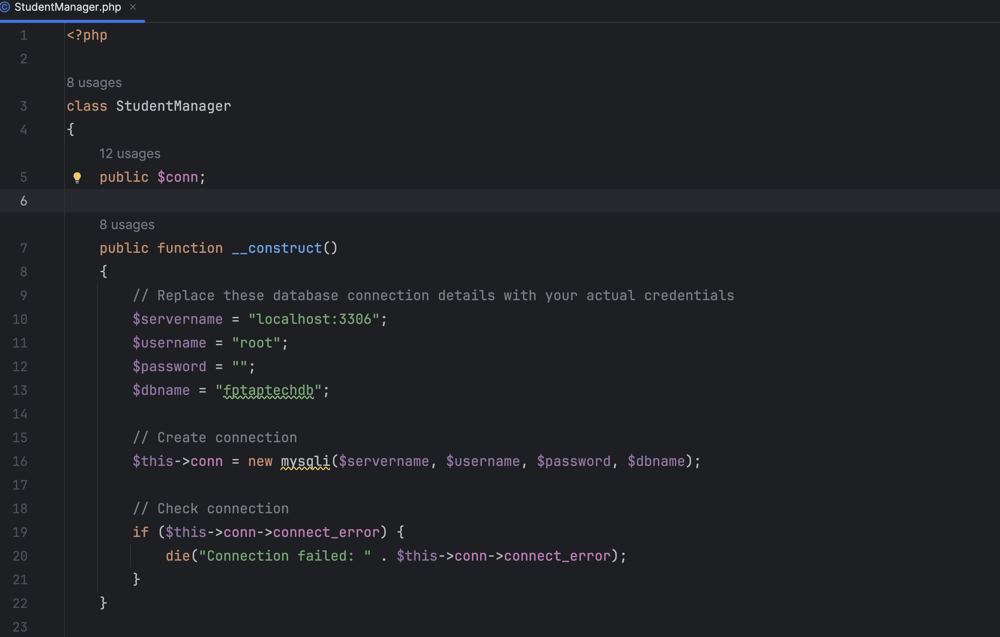 StudentManager.php
1 <?php
2
8 usages
3 class StudentManager
4 {
12 usages
5 public $conn;
6
8 usages
7 public function __construct()
8 {
9 // Replace these database connection details with your actual credentials
10 $servername = "localhost:3306";
11 $username = "root";
12 $password = "";
13 $dbname = "fptaptechdb";
14
15 // Create connection
16 $this->conn = new mysqli($servername, $username, $password, $dbname);
17
18 // Check connection
19 if ($this->conn->connect_error) {
20 die("Connection failed: " . $this->conn->connect_error);
21 }
22 }
23